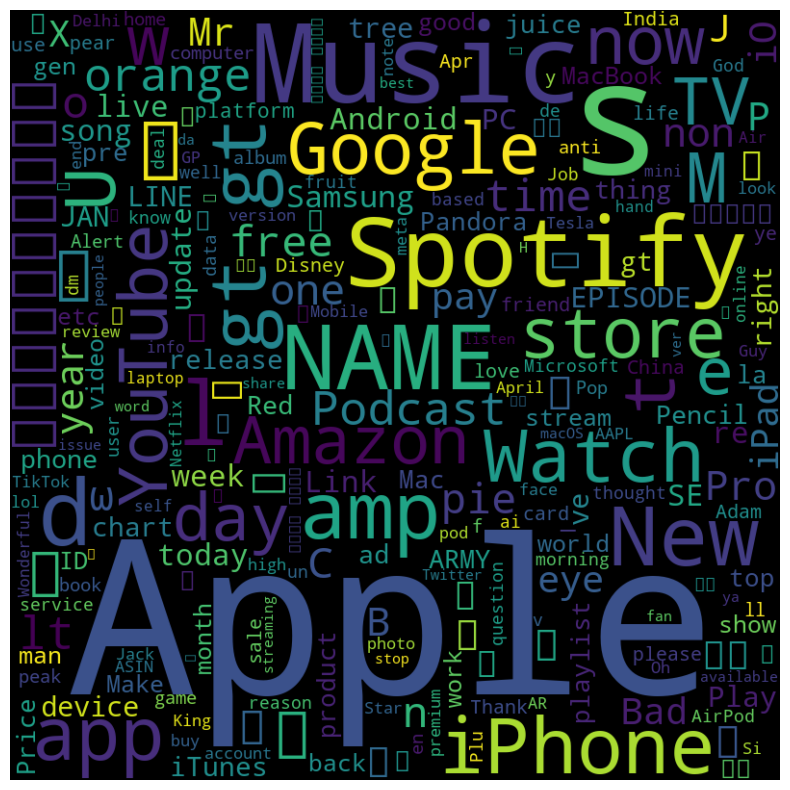 Delhi
home
X
pear
use
gen
computer
Mr
W
Music
tree
notee
good
Apr
best
juice
now
India
J
God
iO
y
MacBook
o
live
orange
platform
Android
PC
de
life
TV
P
song
pre
deal
da
end
GP
well
album
gt
Google
S
anti
Job
non
Air
mini
look
U
JAN
LINE
know
fruit
Samsung
based
time
thing
M
hand
Alert
version
Pandora
meta
Tesla
ye
dm
people
YouTube
update
data
free
Disney
H
Spotify
gt
online
right
etc
review
year
video
one
Mobile
pay
friend
EPISODE
info
release
NAME
listen
store
ver
Guy
laptop
share
love
Microsoft
China
e
la
word
l
Red
Podcast
April
Pop
t
iPad
issue
user
Netflix
Amazon
stream
macOS
AAPL
Pencil
re
phone
week
Link
Mac
Watch
TikTok
lol
self
d
ω
chart
day
amp
pie
face
thought
SE
Pro
card
ve
pod
f
ai
Adam
Wonderful
ID
book
today
high
un
C
ad
ARMY
world
New
morning
eye
top
Twitter
Apple
service
lt
month
sale
streaming
B
question
v
fan
ya
ll
show
man
peak
Jack
ASIN
Make
photo
stop
product
work
playlist
please
Oh
available
device
game
reason
Star
n
Thank
AR
Bad
Play
AirPod
Price
app
King
buy
account
iTunes
back
en
premium
Plu
iPhone
Si